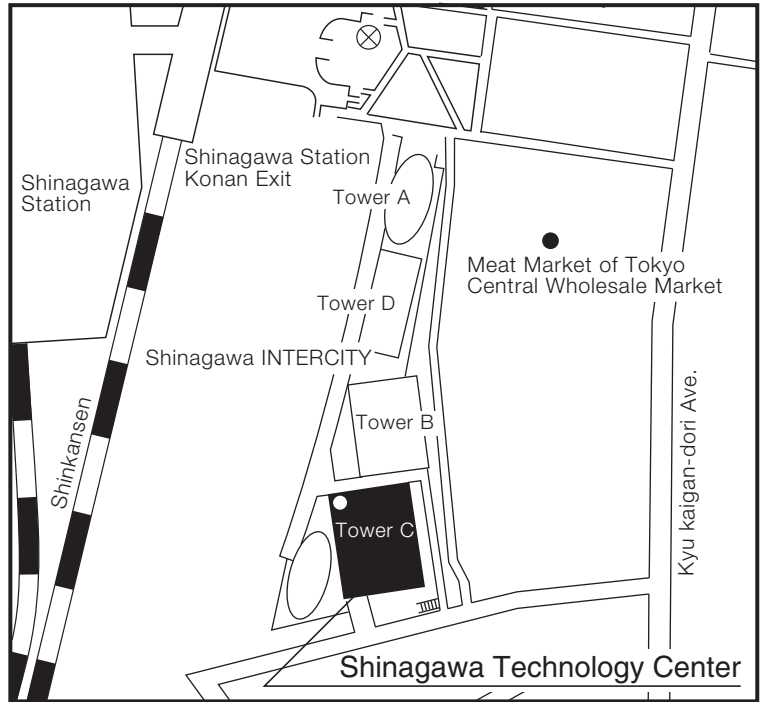 Shinagawa Station
Konan Exit
Shinagawa
Station
Tower A
Meat Market of Tokyo
Central Wholesale Market
Tower D
Shinagawa INTERCITY
Kyu kaigan-dori Ave.
Shinkansen
Tower B
Tower C
Shinagawa Technology Center